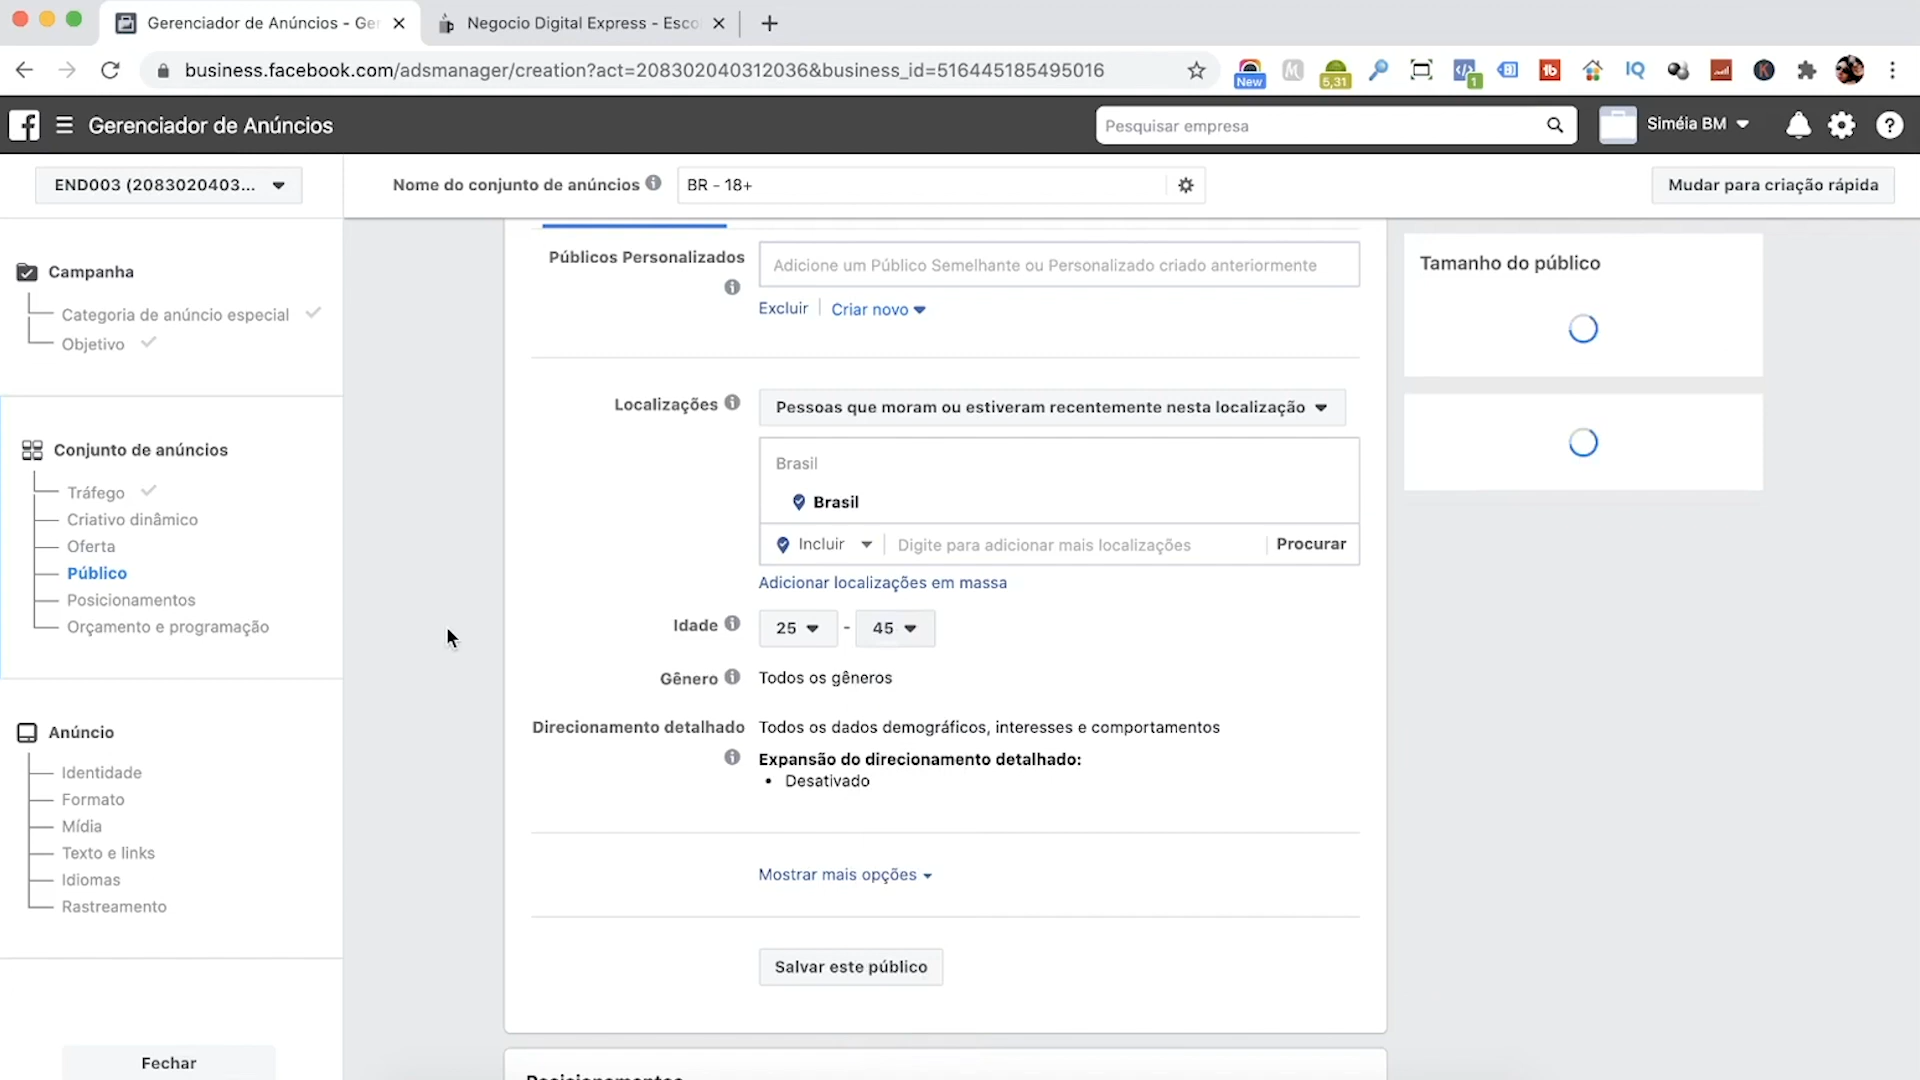 Gerenciador de Anúncios - Ger
Negocio Digital Express - Esco
business.facebook.com/adsmanager/creation?act=208302040312036&business_id=516445185495016
New
5,31
1
IQ
Gerenciador de Anúncios
Pesquisar empresa
Siméia BM
END003 (2083020403...
Nome do conjunto de anúncios
BR - 18+
Mudar para criação rápida
Campanha
Categoria de anúncio especial
Objetivo
Conjunto de anúncios
Tráfego
Criativo dinâmico
Oferta
Público
Posicionamentos
Orçamento e programação
Anúncio
Identidade
Formato
Mídia
Texto e links
Idiomas
Rastreamento
Fechar
Públicos Personalizados
Adicione um Público Semelhante ou Personalizado criado anteriormente
Excluir
Criar novo
Localizações
Pessoas que moram ou estiveram recentemente nesta localização
Brasil
Brasil
Incluir
Digite para adicionar mais localizações
Procurar
Adicionar localizações em massa
Idade
25 - 45
Gênero
Todos os gêneros
Direcionamento detalhado
Todos os dados demográficos, interesses e comportamentos
Expansão do direcionamento detalhado:
• Desativado
Mostrar mais opções
Salvar este público
Posicionamentos
Tamanho do público